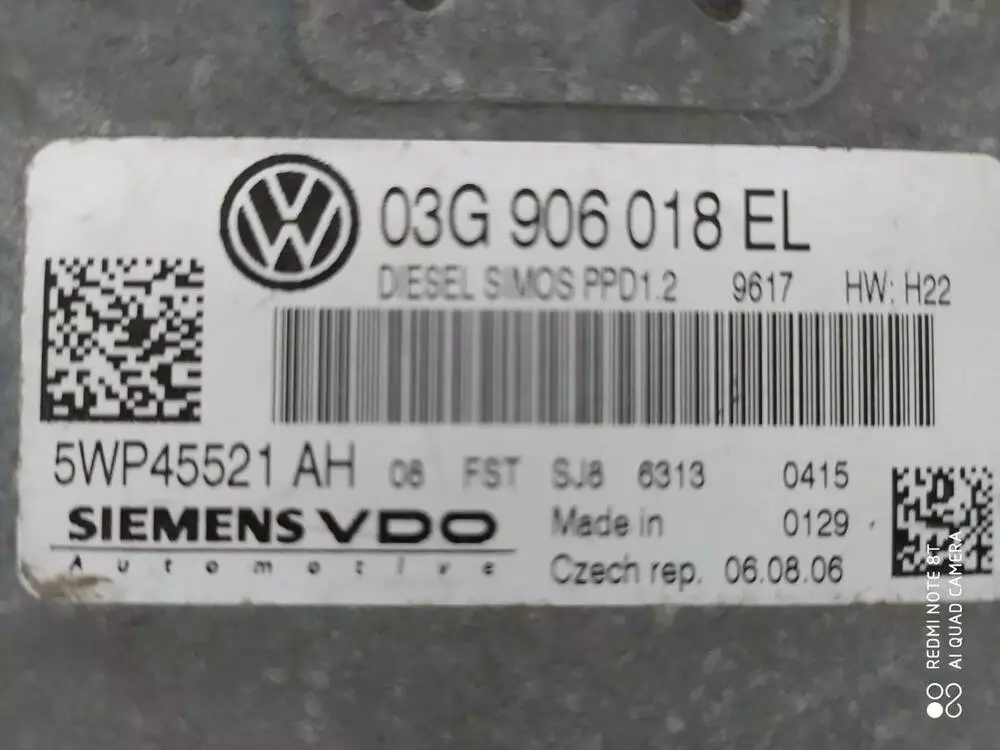 03G 906 018 EL
DIESEL SIMOS PPD1.2 9617 HW: H22
5WP45521 AH 08 FST SJ8 6313 0415
SIEMENS VDO Made in 0129
Automotive Czech rep. 06.08.06
REDMI NOTE 8T
AI QUAD CAMERA